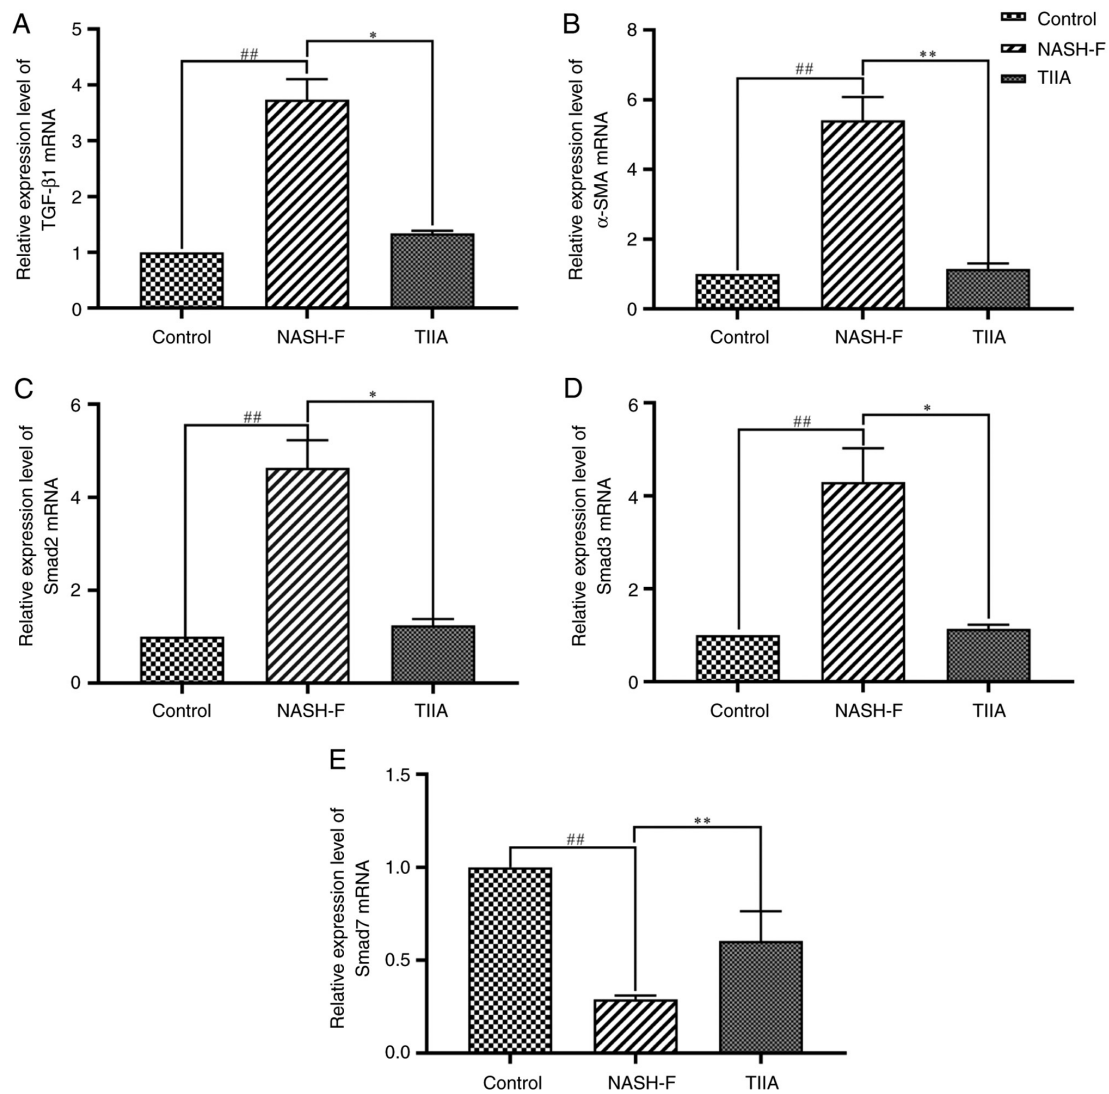 A
Relative expression level of
TGF-β1 mRNA
5
4
3
2
1
0
##
*
Control
NASH-F
TIIA
B
Relative expression level of
α-SMA mRNA
8
6
4
2
0
##
**
Control
NASH-F
TIIA
Control
NASH-F
TIIA
C
Relative expression level of
Smad2 mRNA
6
4
2
0
##
*
Control
NASH-F
TIIA
D
Relative expression level of
Smad3 mRNA
6
4
2
0
##
*
Control
NASH-F
TIIA
E
Relative expression level of
Smad7 mRNA
1.5
1.0
0.5
0.0
##
**
Control
NASH-F
TIIA